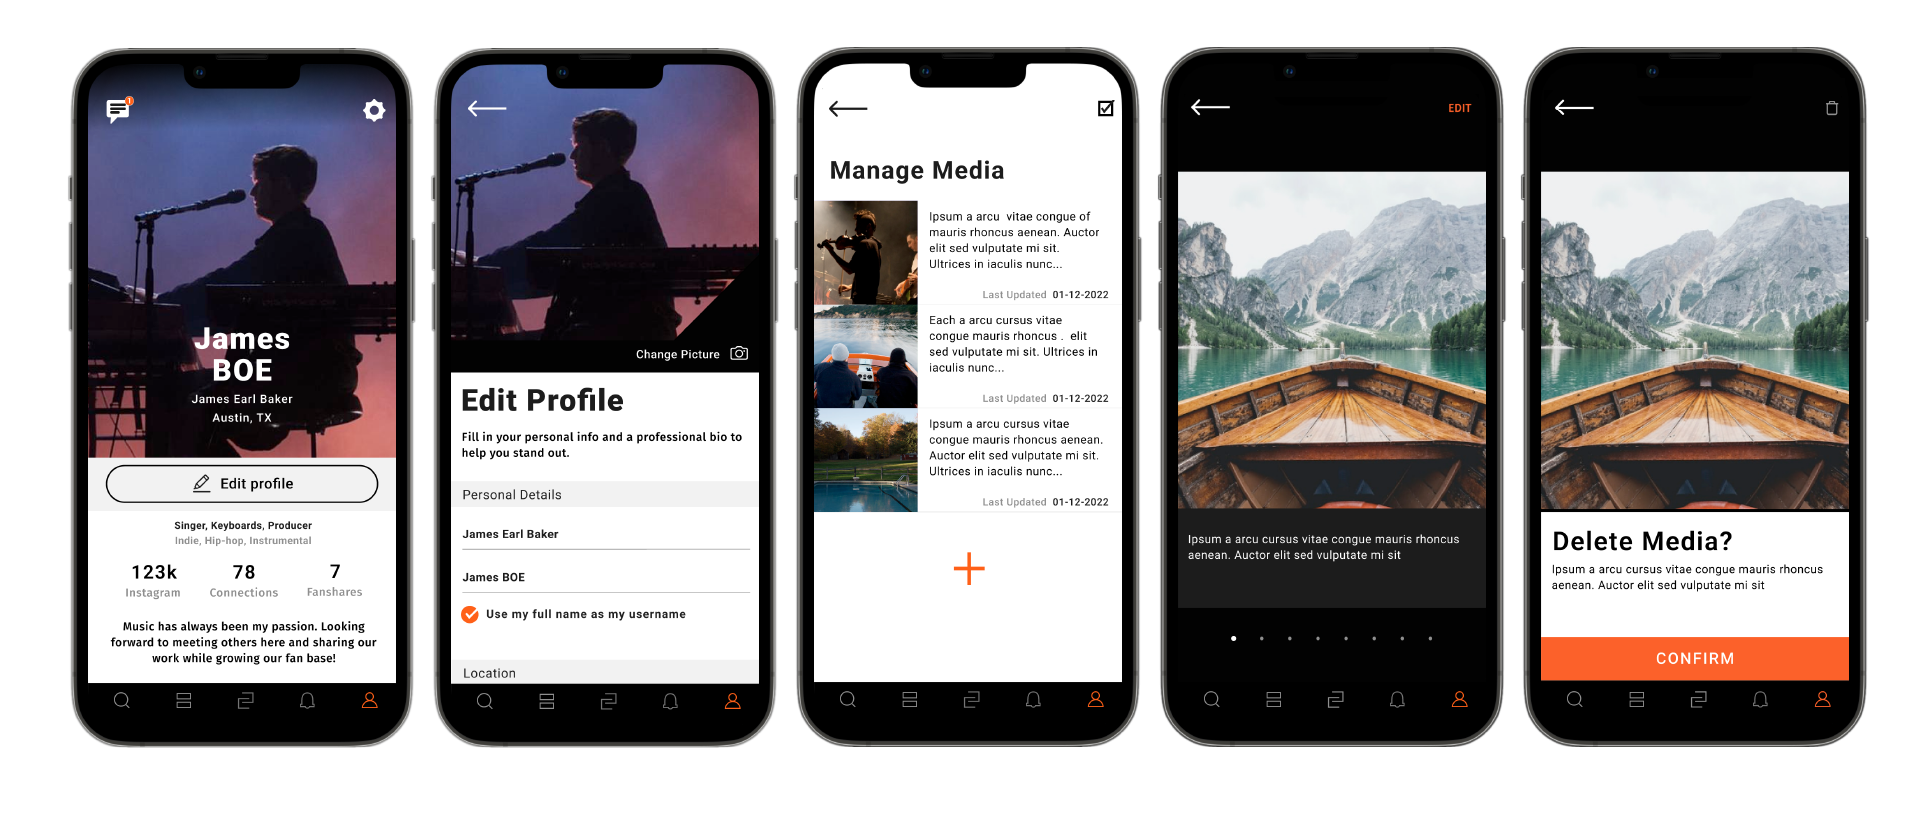 1
James
BOE
James Earl Baker
Austin, TX
Edit profile
Singer, Keyboards, Producer
Indie, Hip-hop, Instrumental
123k
78
7
Instagram
Connections
Fanshares
Music has always been my passion. Looking
forward to meeting others here and sharing our
work while growing our fan base!
Change Picture
Edit Profile
Fill in your personal info and a professional bio to
help you stand out.
Personal Details
James Earl Baker
James BOE
Use my full name as my username
Location
Manage Media
Ipsum a arcu vitae congue of
mauris rhoncus aenean. Auctor
elit sed vulputate mi sit.
Ultrices in iaculis nunc...
Last Updated 01-12-2022
Each a arcu cursus vitae
congue mauris rhoncus . elit
sed vulputate mi sit. Ultrices in
iaculis nunc...
Last Updated 01-12-2022
Ipsum a arcu cursus vitae
congue mauris rhoncus aenean.
Auctor elit sed vulputate mi sit.
Ultrices in iaculis nunc...
Last Updated 01-12-2022
EDIT
Ipsum a arcu cursus vitae congue mauris rhoncus
aenean. Auctor elit sed vulputate mi sit
Delete Media?
Ipsum a arcu cursus vitae congue mauris rhoncus
aenean. Auctor elit sed vulputate mi sit
CONFIRM